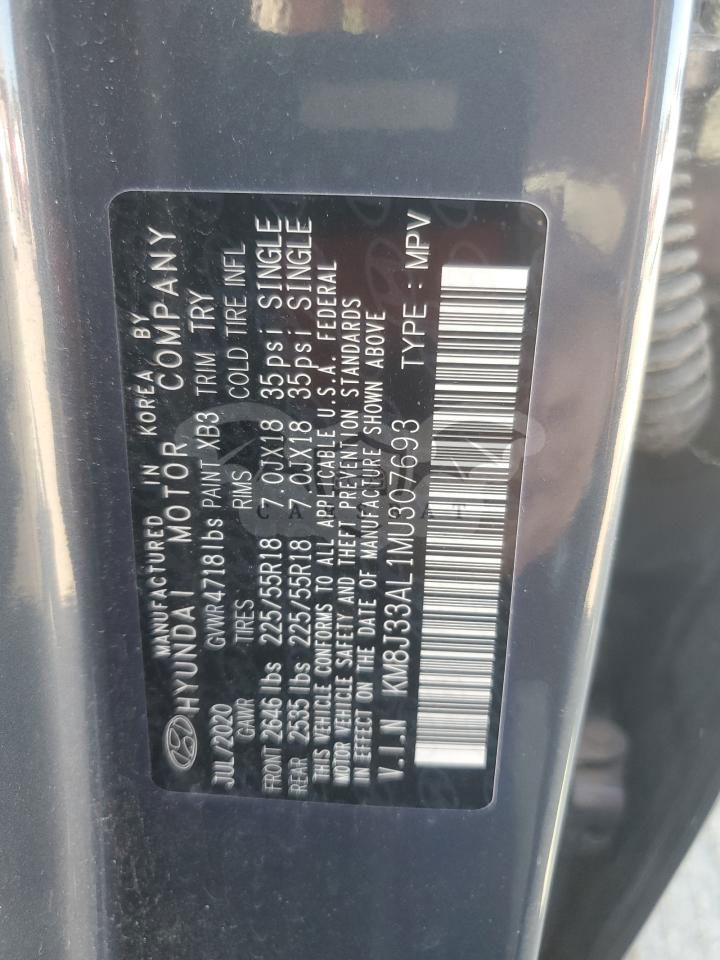 MANUFACTURED IN KOREA BY
HYUNDAI MOTOR COMPANY
JUL/2020 GVWR4718lbs PAINT XB3 TRIM TRY
GAWR TIRES RIMS COLD TIRE INFL
FRONT 2646 lbs 225/55R18 7.0JX18 35psi SINGLE
REAR 2535 lbs 225/55R18 7.0JX18 35psi SINGLE
THIS VEHICLE CONFORMS TO ALL APPLICABLE U.S.A. FEDERAL
MOTOR VEHICLE SAFETY AND THEFT PREVENTION STANDARDS
IN EFFECT ON THE DATE OF MANUFACTURE SHOWN ABOVE
V.I.N KM8J33AL1MU307693 TYPE : MPV